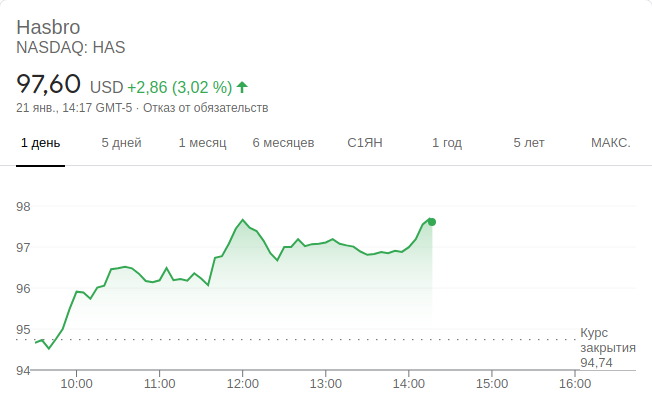 Hasbro
NASDAQ: HAS
97,60 USD +2,86 (3,02 %)
21 янв., 14:17 GMT-5 · Отказ от обязательств
1 день 5 дней 1 месяц 6 месяцев С1ЯН 1 год 5 лет МАКС.
98
97
96
95
Курс
закрытия
94,74
94
10:00 11:00 12:00 13:00 14:00 15:00 16:00